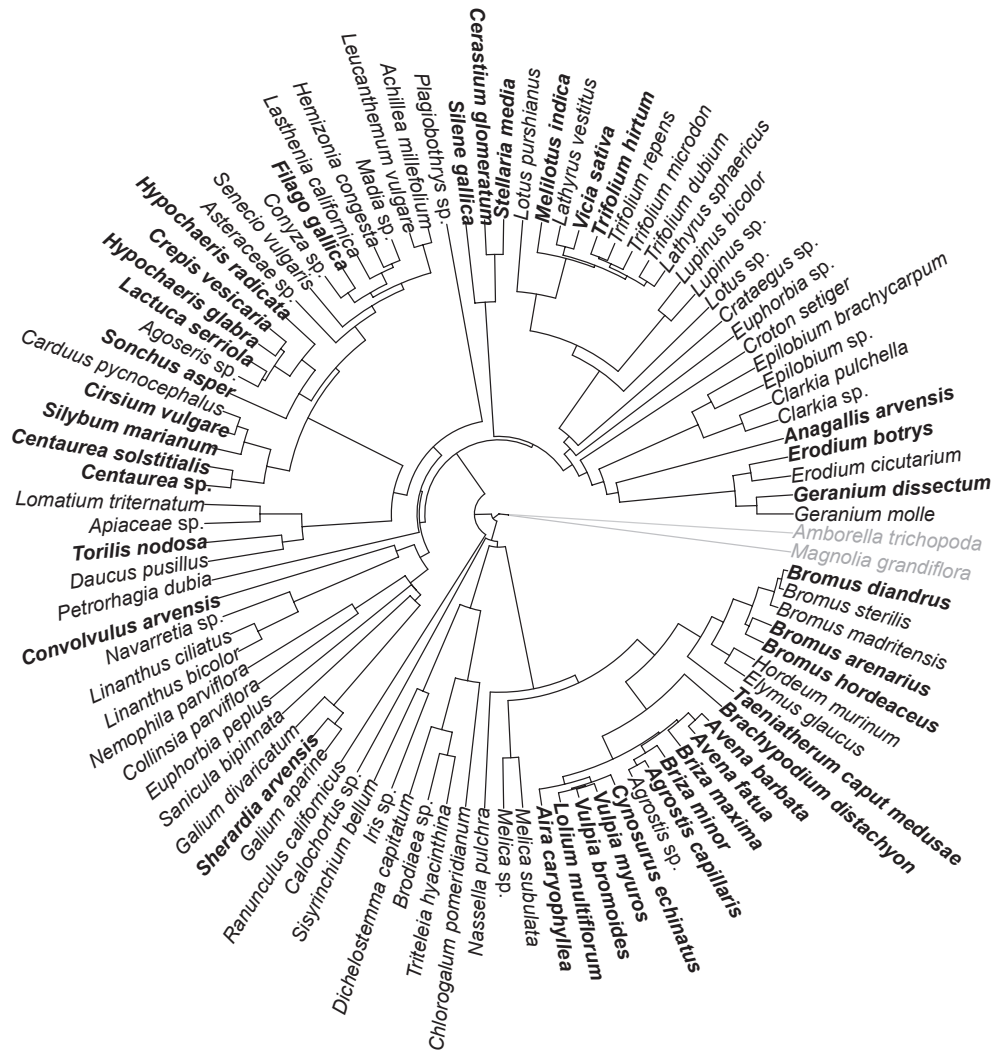 Cerastium glomeratum
Stellaria media
Lotus purshianus
Melilotus indica
Lathyrus vestitus
Vicia sativa
Trifolium hirtum
Trifolium repens
Trifolium microdon
Trifolium dubium
Lathyrus sphaericus
Lupinus bicolor
Lupinus sp.
Lotus sp.
Crataegus sp.
Euphorbia sp.
Croton setiger
Epilobium brachycarpum
Epilobium sp.
Clarkia pulchella
Clarkia sp.
Anagallis arvensis
Erodium botrys
Erodium cicutarium
Geranium dissectum
Geranium molle
Amborella trichopoda
Magnolia grandiflora
Bromus diandrus
Bromus sterilis
Bromus madritensis
Bromus arenarius
Bromus hordeaceus
Hordeum murinum
Elymus glaucus
Taeniatherum caput medusae
Brachypodium distachyon
Avena barbata
Avena fatua
Briza maxima
Briza minor
Agrostis capillaris
Agrostis sp.
Cynosurus echinatus
Vulpia myuros
Vulpia bromoides
Lolium multiflorum
Aira caryophyllea
Melica subulata
Melica sp.
Nassella pulchra
Chlorogalum pomeridianum
Triteleia hyacinthina
Brodiaea sp.
Dichelostemma capitatum
Iris sp.
Sisyrinchium bellum
Calochortus sp.
Ranunculus californicus
Galium aparine
Sherardia arvensis
Galium divaricatum
Sanicula bipinnata
Euphorbia peplus
Collinsia parviflora
Nemophila parviflora
Linanthus bicolor
Linanthus ciliatus
Navarretia sp.
Convolvulus arvensis
Petrorhagia dubia
Daucus pusillus
Torilis nodosa
Apiaceae sp.
Lomatium triternatum
Centaurea sp.
Centaurea solstitialis
Silybum marianum
Cirsium vulgare
Carduus pycnocephalus
Sonchus asper
Agoseris sp.
Lactuca serriola
Hypochaeris glabra
Crepis vesicaria
Hypochaeris radicata
Asteraceae sp.
Senecio vulgaris
Conyza sp.
Filago gallica
Lasthenia californica
Hemizonia congesta
Madia sp.
Leucanthemum vulgare
Achillea millefolium
Plagiobothrys sp.
Silene gallica